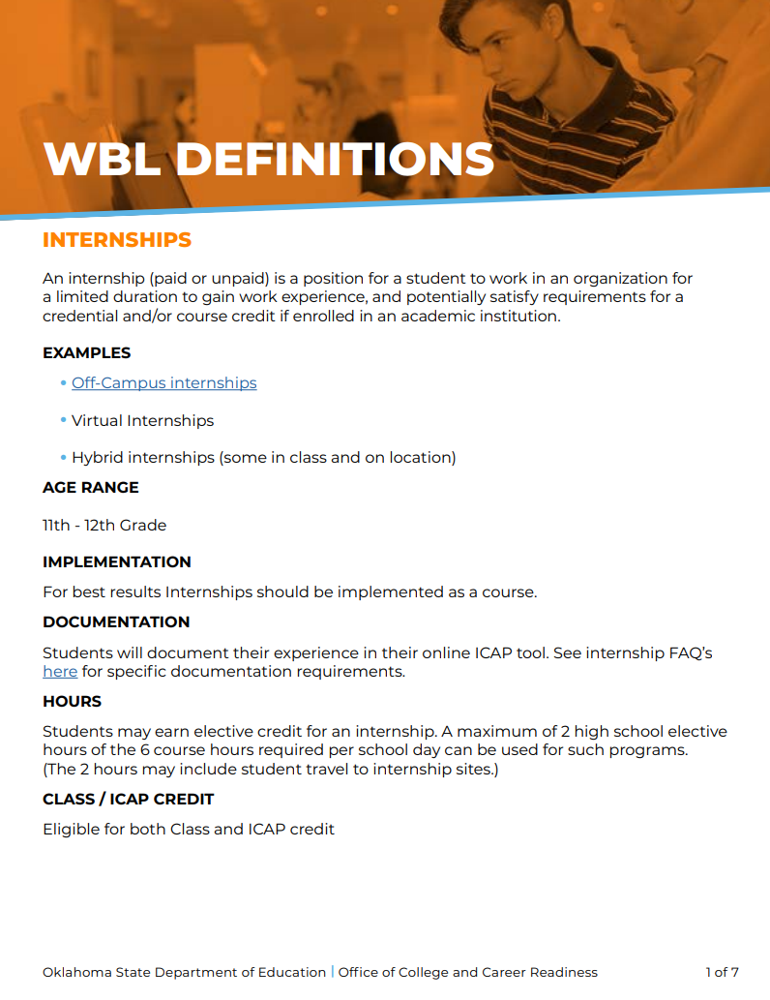 WBL DEFINITIONS
INTERNSHIPS
An internship (paid or unpaid) is a position for a student to work in an organization for
a limited duration to gain work experience, and potentially satisfy requirements for a
credential and/or course credit if enrolled in an academic institution.
EXAMPLES
• Off-Campus internships
• Virtual Internships
• Hybrid internships (some in class and on location)
AGE RANGE
11th - 12th Grade
IMPLEMENTATION
For best results Internships should be implemented as a course.
DOCUMENTATION
Students will document their experience in their online ICAP tool. See internship FAQ’s
here for specific documentation requirements.
HOURS
Students may earn elective credit for an internship. A maximum of 2 high school elective
hours of the 6 course hours required per school day can be used for such programs.
(The 2 hours may include student travel to internship sites.)
CLASS / ICAP CREDIT
Eligible for both Class and ICAP credit
Oklahoma State Department of Education | Office of College and Career Readiness 1 of 7